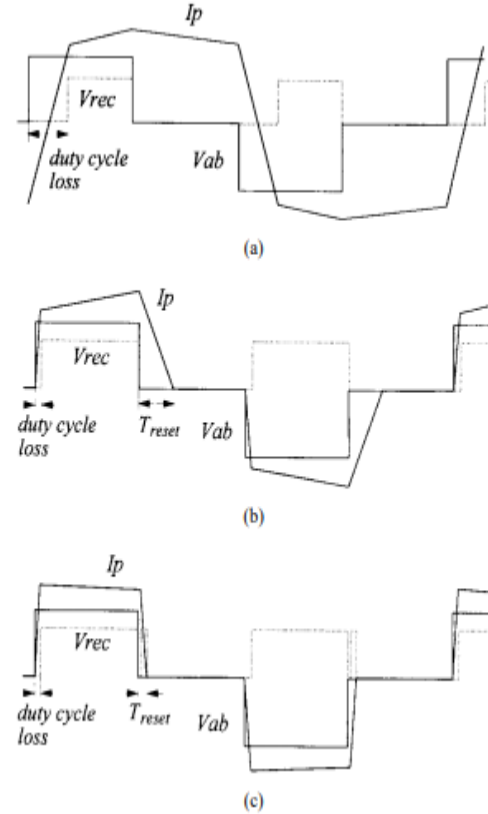 Ip
Vrec
duty cycle
loss
Vab
(a)
Ip
Vrec
duty cycle
loss
Treset
Vab
(b)
Ip
Vrec
duty cycle
loss
Treset
Vab
(c)